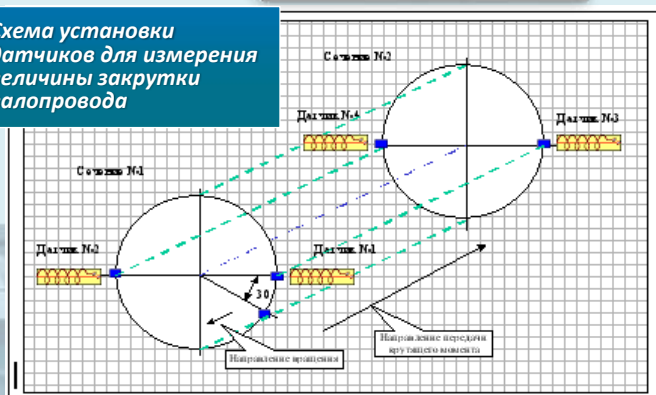 Схема установки
датчиков для измерения
величины закрутки
валопровода
Сечение №2
Датчик №4
Датчик №3
Сечение №1
Датчик №2
Датчик №1
30
Направление вращения
Направление передачи
крутящего момента